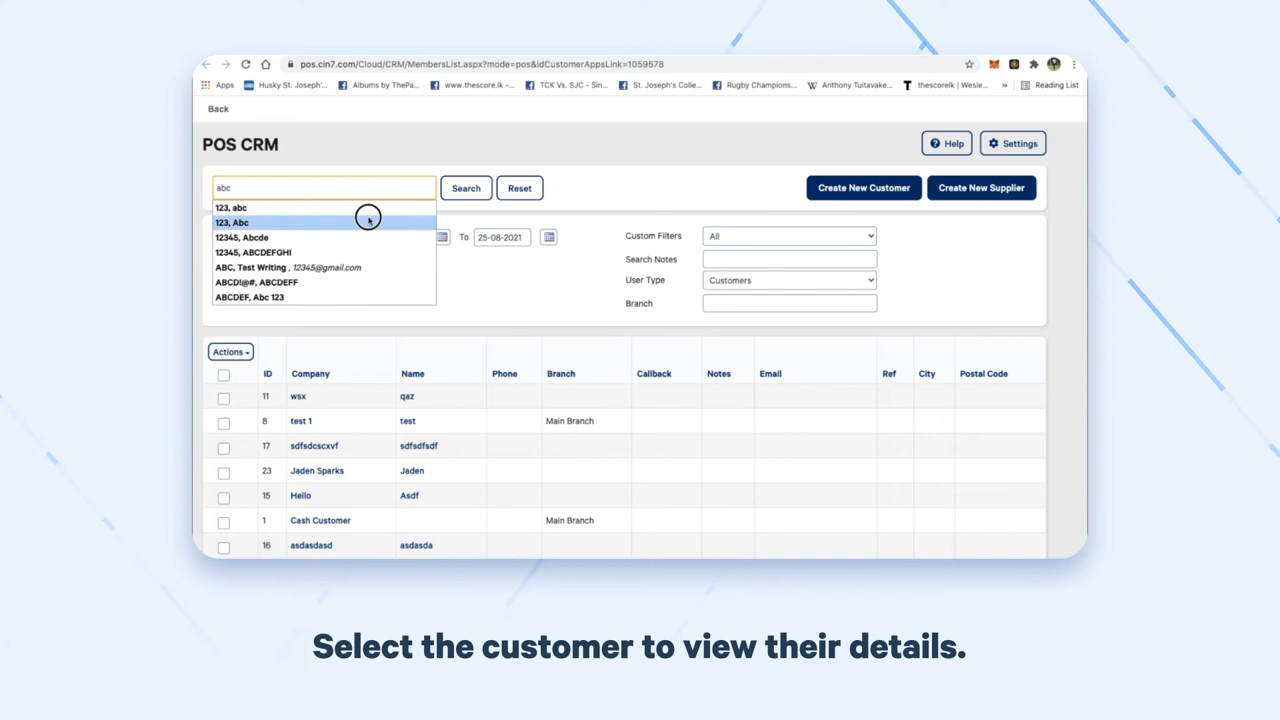 pos.cin7.com/Cloud/CRM/MembersList.aspx?mode=pos&idCustomerAppsLink=1059578
Apps Husky St. Joseph'... Albums by ThePa... www.thescore.lk -... TCK Vs. SJC – Sin... St. Joseph's Colle... Rugby Champions... Anthony Tuitavake... thescorelk | Wesle... » Reading List
Back
POS CRM
Help Settings
abc Search Reset Create New Customer Create New Supplier
123, abc
123, Abc
12345, Abcde
12345, ABCDEFGHI
ABC, Test Writing , 12345@gmail.com
ABCD!@#, ABCDEFF
ABCDEF, Abc 123
To 25-08-2021
Custom Filters All
Search Notes
User Type Customers
Branch
Actions
ID Company Name Phone Branch Callback Notes Email Ref City Postal Code
11 wsx qaz
8 test 1 test Main Branch
17 sdfsdcscxvf sdfsdfsdf
23 Jaden Sparks Jaden
15 Hello Asdf
1 Cash Customer Main Branch
16 asdasdasd asdasda
Select the customer to view their details.